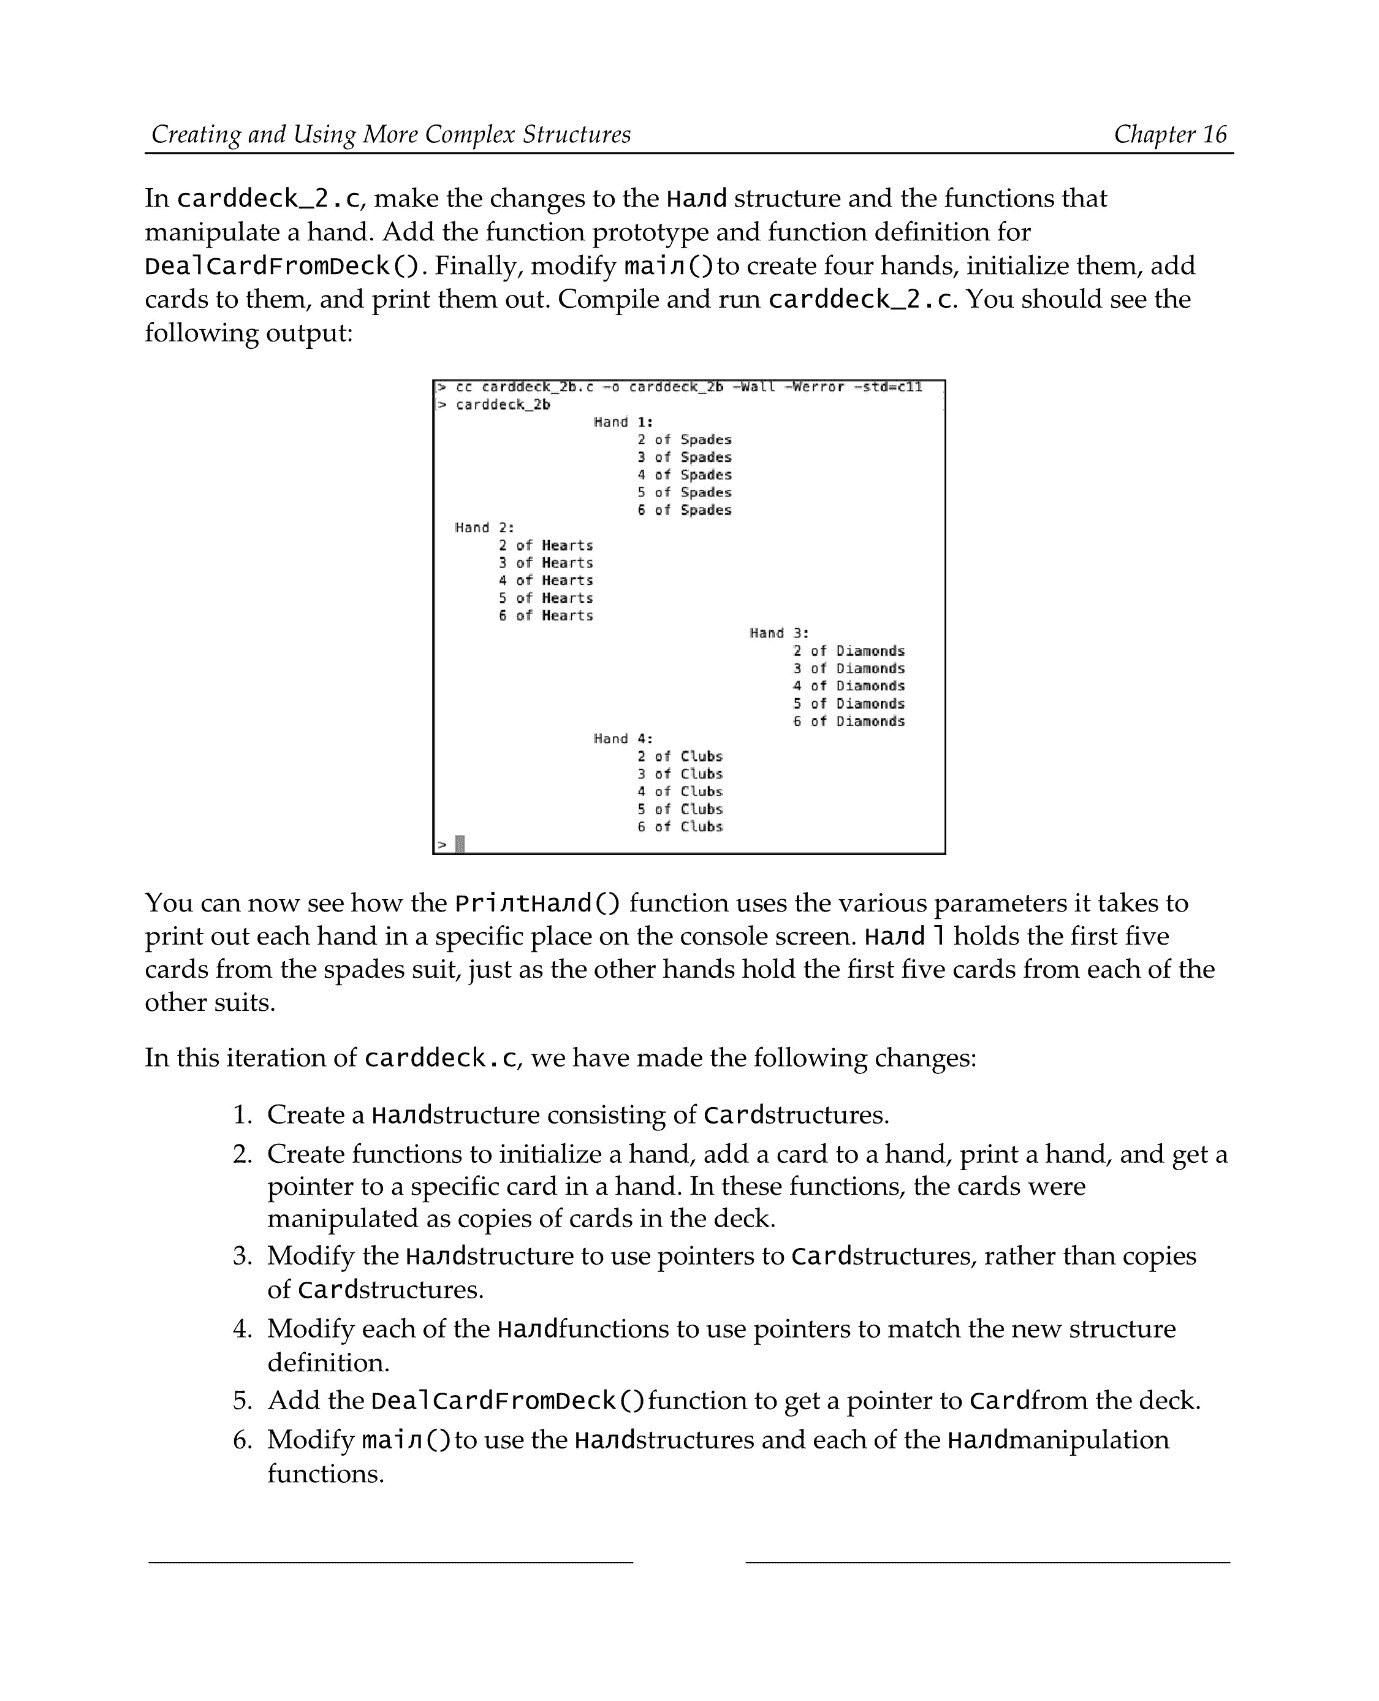 Creating and Using More Complex Structures Chapter 16
In carddeck_2.c, make the changes to the Hand structure and the functions that
manipulate a hand. Add the function prototype and function definition for
DealCardFromDeck(). Finally, modify main()to create four hands, initialize them, add
cards to them, and print them out. Compile and run carddeck_2.c. You should see the
following output:
> cc carddeck_2b.c -o carddeck_2b -Wall -Werror -std=c11
> carddeck_2b
Hand 1:
2 of Spades
3 of Spades
4 of Spades
5 of Spades
6 of Spades
Hand 2:
2 of Hearts
3 of Hearts
4 of Hearts
5 of Hearts
6 of Hearts
Hand 3:
2 of Diamonds
3 of Diamonds
4 of Diamonds
5 of Diamonds
6 of Diamonds
Hand 4:
2 of Clubs
3 of Clubs
4 of Clubs
5 of Clubs
6 of Clubs
>
You can now see how the PrintHand() function uses the various parameters it takes to
print out each hand in a specific place on the console screen. Hand 1 holds the first five
cards from the spades suit, just as the other hands hold the first five cards from each of the
other suits.
In this iteration of carddeck.c, we have made the following changes:
1. Create a Handstructure consisting of Cardstructures.
2. Create functions to initialize a hand, add a card to a hand, print a hand, and get a
pointer to a specific card in a hand. In these functions, the cards were
manipulated as copies of cards in the deck.
3. Modify the Handstructure to use pointers to Cardstructures, rather than copies
of Cardstructures.
4. Modify each of the Handfunctions to use pointers to match the new structure
definition.
5. Add the DealCardFromDeck()function to get a pointer to Cardfrom the deck.
6. Modify main()to use the Handstructures and each of the Handmanipulation
functions.